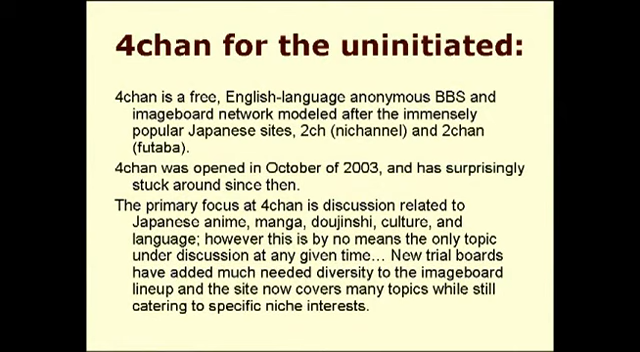 4chan for the uninitiated:
4chan is a free, English-language anonymous BBS and
imageboard network modeled after the immensely
popular Japanese sites, 2ch (nichannel) and 2chan
(futaba).
4chan was opened in October of 2003, and has surprisingly
stuck around since then.
The primary focus at 4chan is discussion related to
Japanese anime, manga, doujinshi, culture, and
language; however this is by no means the only topic
under discussion at any given time… New trial boards
have added much needed diversity to the imageboard
lineup and the site now covers many topics while still
catering to specific niche interests.